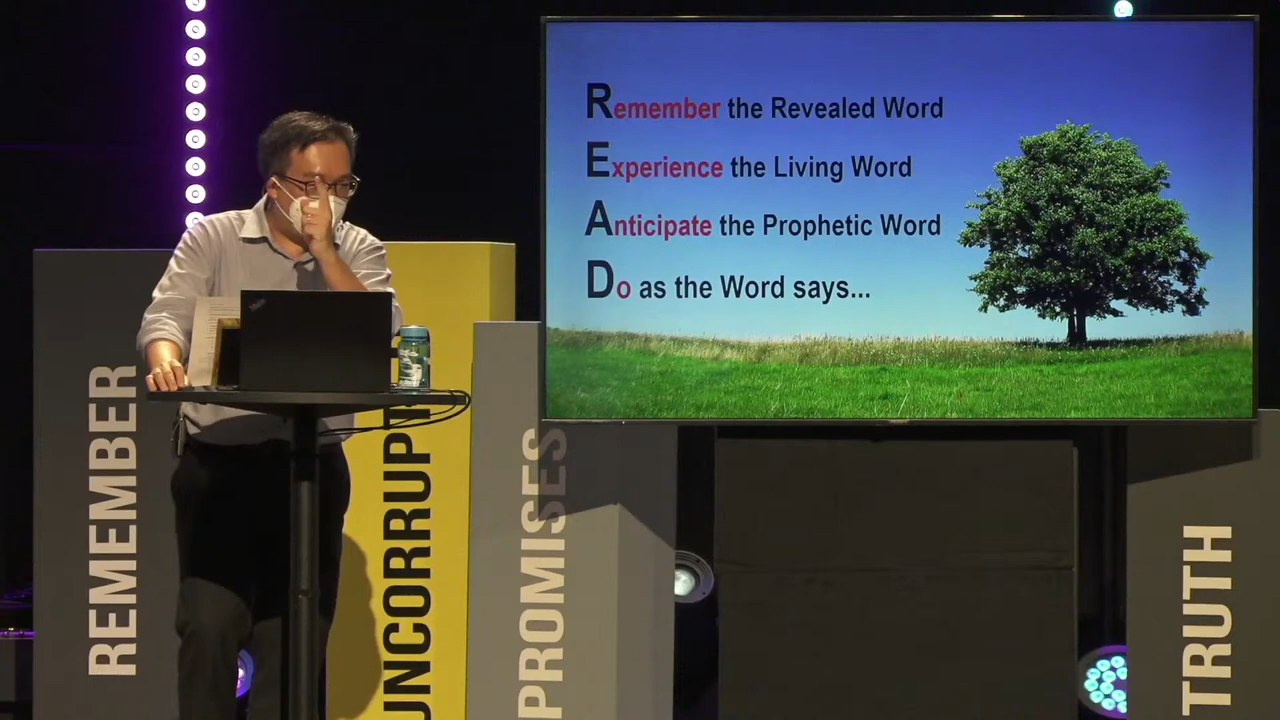 Remember the Revealed Word
Experience the Living Word
Anticipate the Prophetic Word
Do as the Word says...
REMEMBER
PROMISES
TRUTH